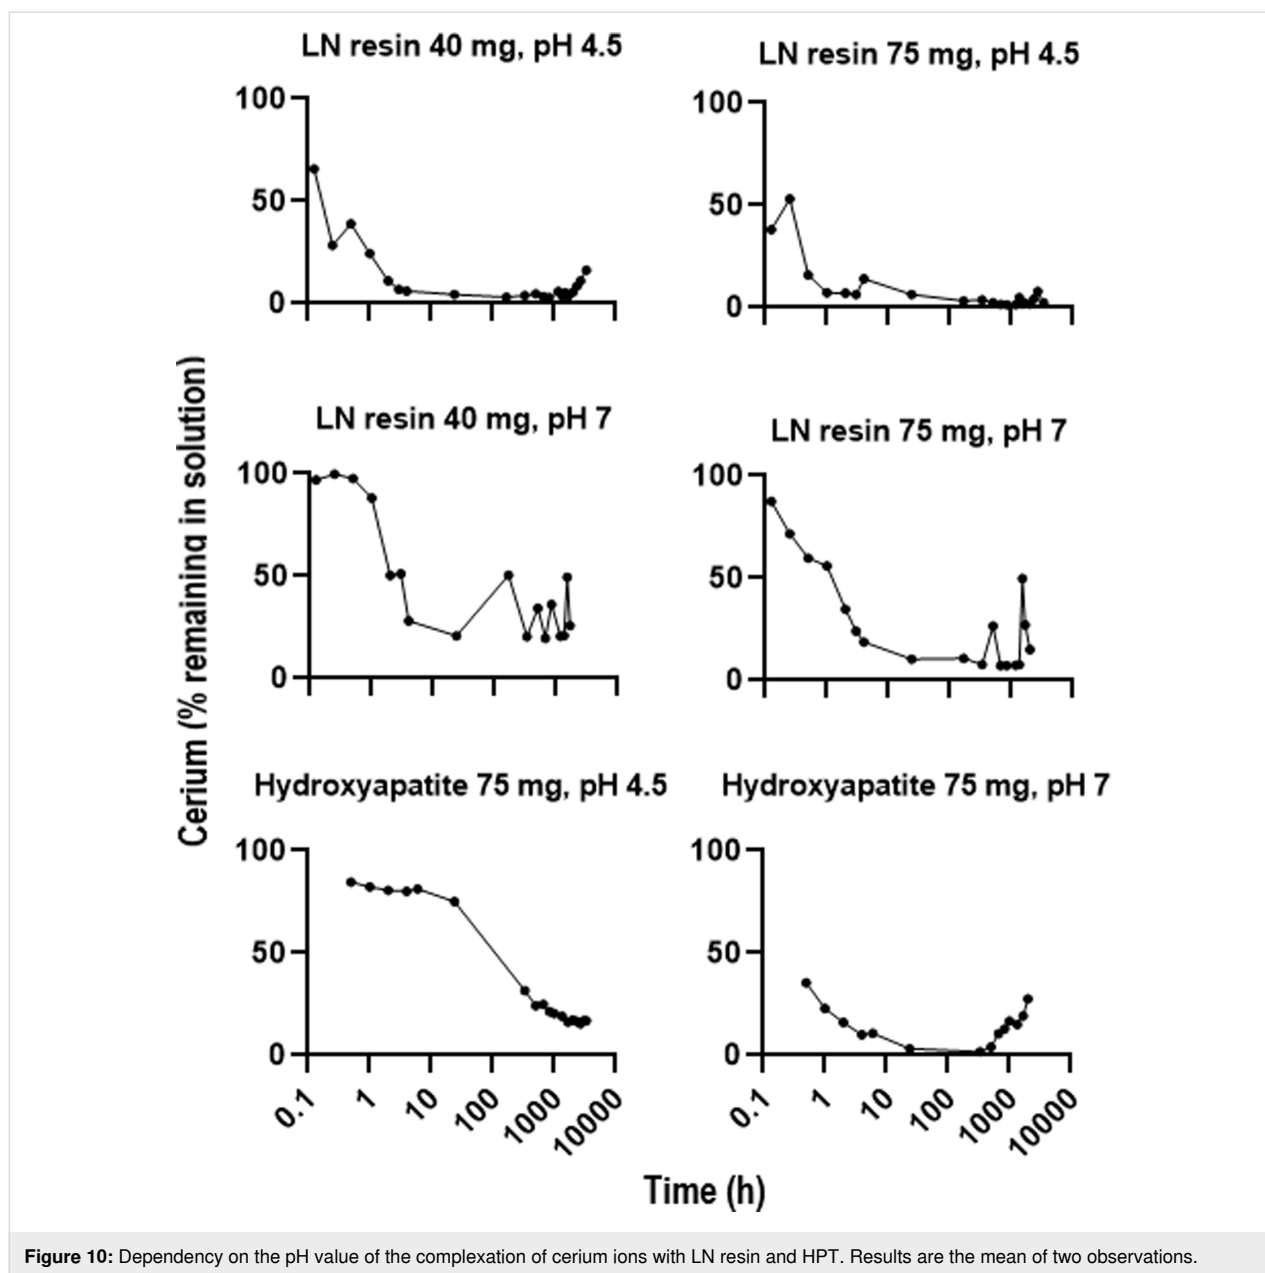 LN resin 40 mg, pH 4.5
LN resin 75 mg, pH 4.5
100
50
0
100
50
0
Cerium (% remaining in solution)
LN resin 40 mg, pH 7
LN resin 75 mg, pH 7
100
50
0
100
50
0
Hydroxyapatite 75 mg, pH 4.5
Hydroxyapatite 75 mg, pH 7
100
50
0
0.1 1 10 100 1000 10000
100
50
0
0.1 1 10 100 1000 10000
Time (h)
Figure 10: Dependency on the pH value of the complexation of cerium ions with LN resin and HPT. Results are the mean of two observations.